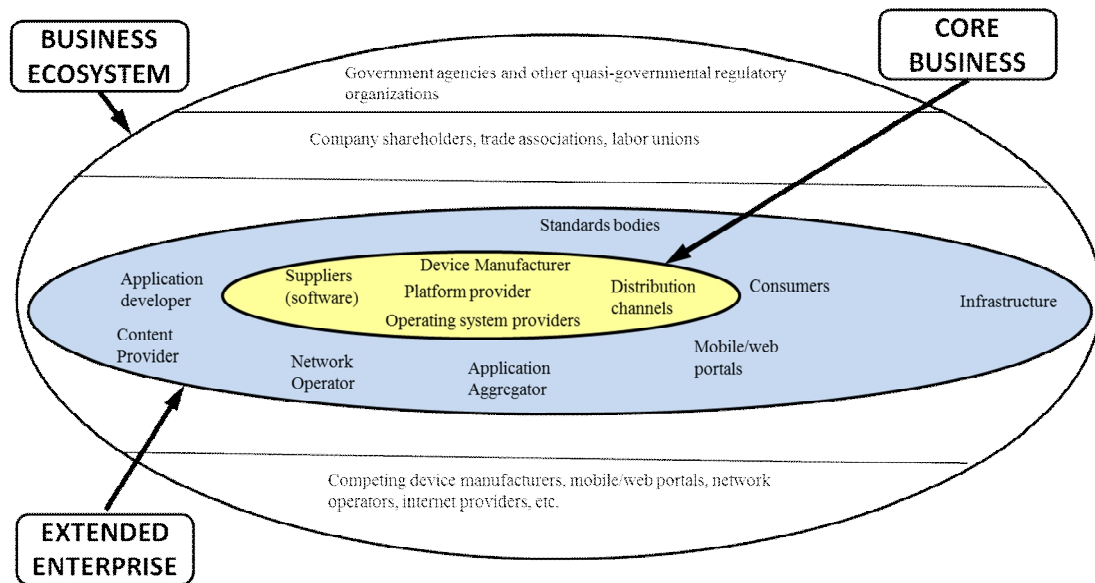 BUSINESS
ECOSYSTEM
CORE
BUSINESS
Government agencies and other quasi-governmental regulatory
organizations
Company shareholders, trade associations, labor unions
Standards bodies
Application
developer
Suppliers
(software)
Device Manufacturer
Platform provider
Operating system providers
Distribution
channels
Consumers
Infrastructure
Content
Provider
Network
Operator
Application
Aggregator
Mobile/web
portals
Competing device manufacturers, mobile/web portals, network
operators, internet providers, etc.
EXTENDED
ENTERPRISE